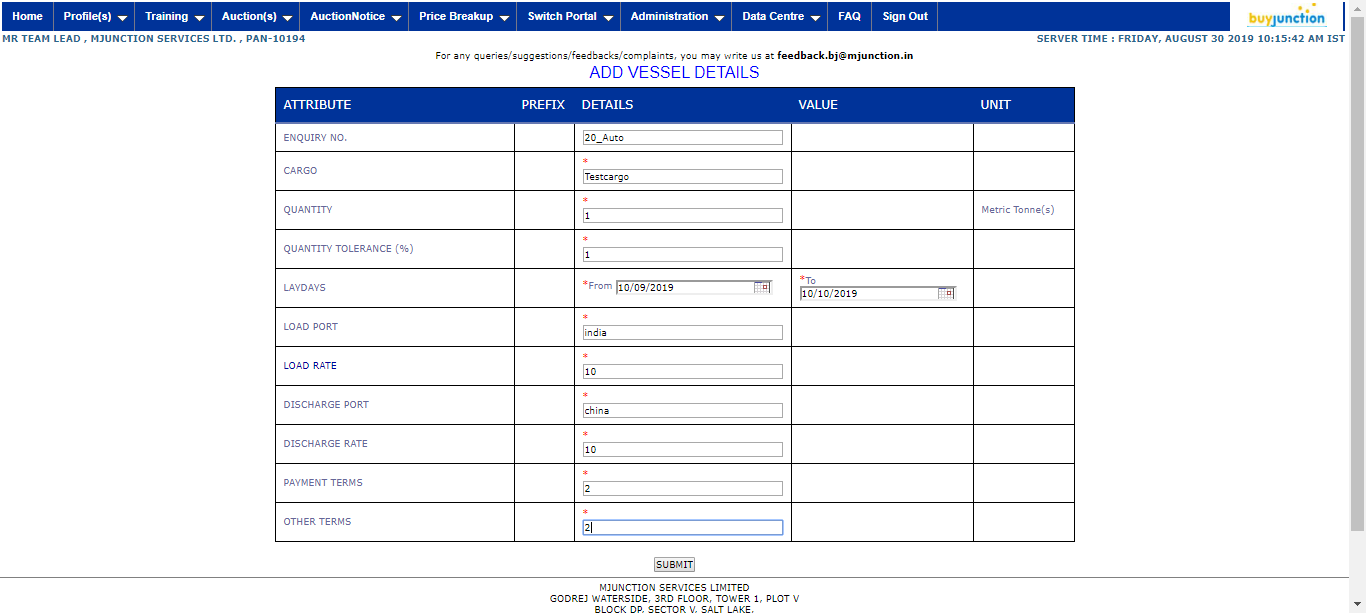 Home Profile(s) Training Auction(s) AuctionNotice Price Breakup Switch Portal Administration Data Centre FAQ Sign Out
buyjunction
MR TEAM LEAD , MJUNCTION SERVICES LTD. , PAN-10194 SERVER TIME : FRIDAY, AUGUST 30 2019 10:15:42 AM IST
For any queries/suggestions/feedbacks/complaints, you may write us at feedback.bj@mjunction.in
ADD VESSEL DETAILS
ATTRIBUTE PREFIX DETAILS VALUE UNIT
ENQUIRY NO. 20_Auto
*
CARGO Testcargo
*
QUANTITY 1 Metric Tonne(s)
*
QUANTITY TOLERANCE (%) 1
LAYDAYS *From 10/09/2019 *To 10/10/2019
*
LOAD PORT india
*
LOAD RATE 10
*
DISCHARGE PORT china
*
DISCHARGE RATE 10
*
PAYMENT TERMS 2
*
OTHER TERMS 2
SUBMIT
MJUNCTION SERVICES LIMITED
GODREJ WATERSIDE, 3RD FLOOR, TOWER 1, PLOT V
BLOCK DP, SECTOR V, SALT LAKE.